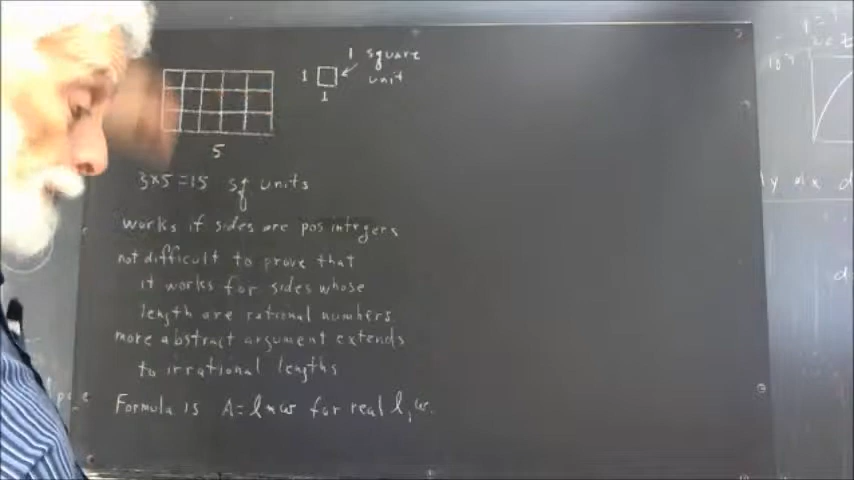 1 square
1 unit
1
5
3×5=15 sq units
works if sides are pos integers
not difficult to prove that
it works for sides whose
length are rational numbers.
more abstract argument extends
to irrational lengths
Formula is A=l×w for real l,w.
dy dx d